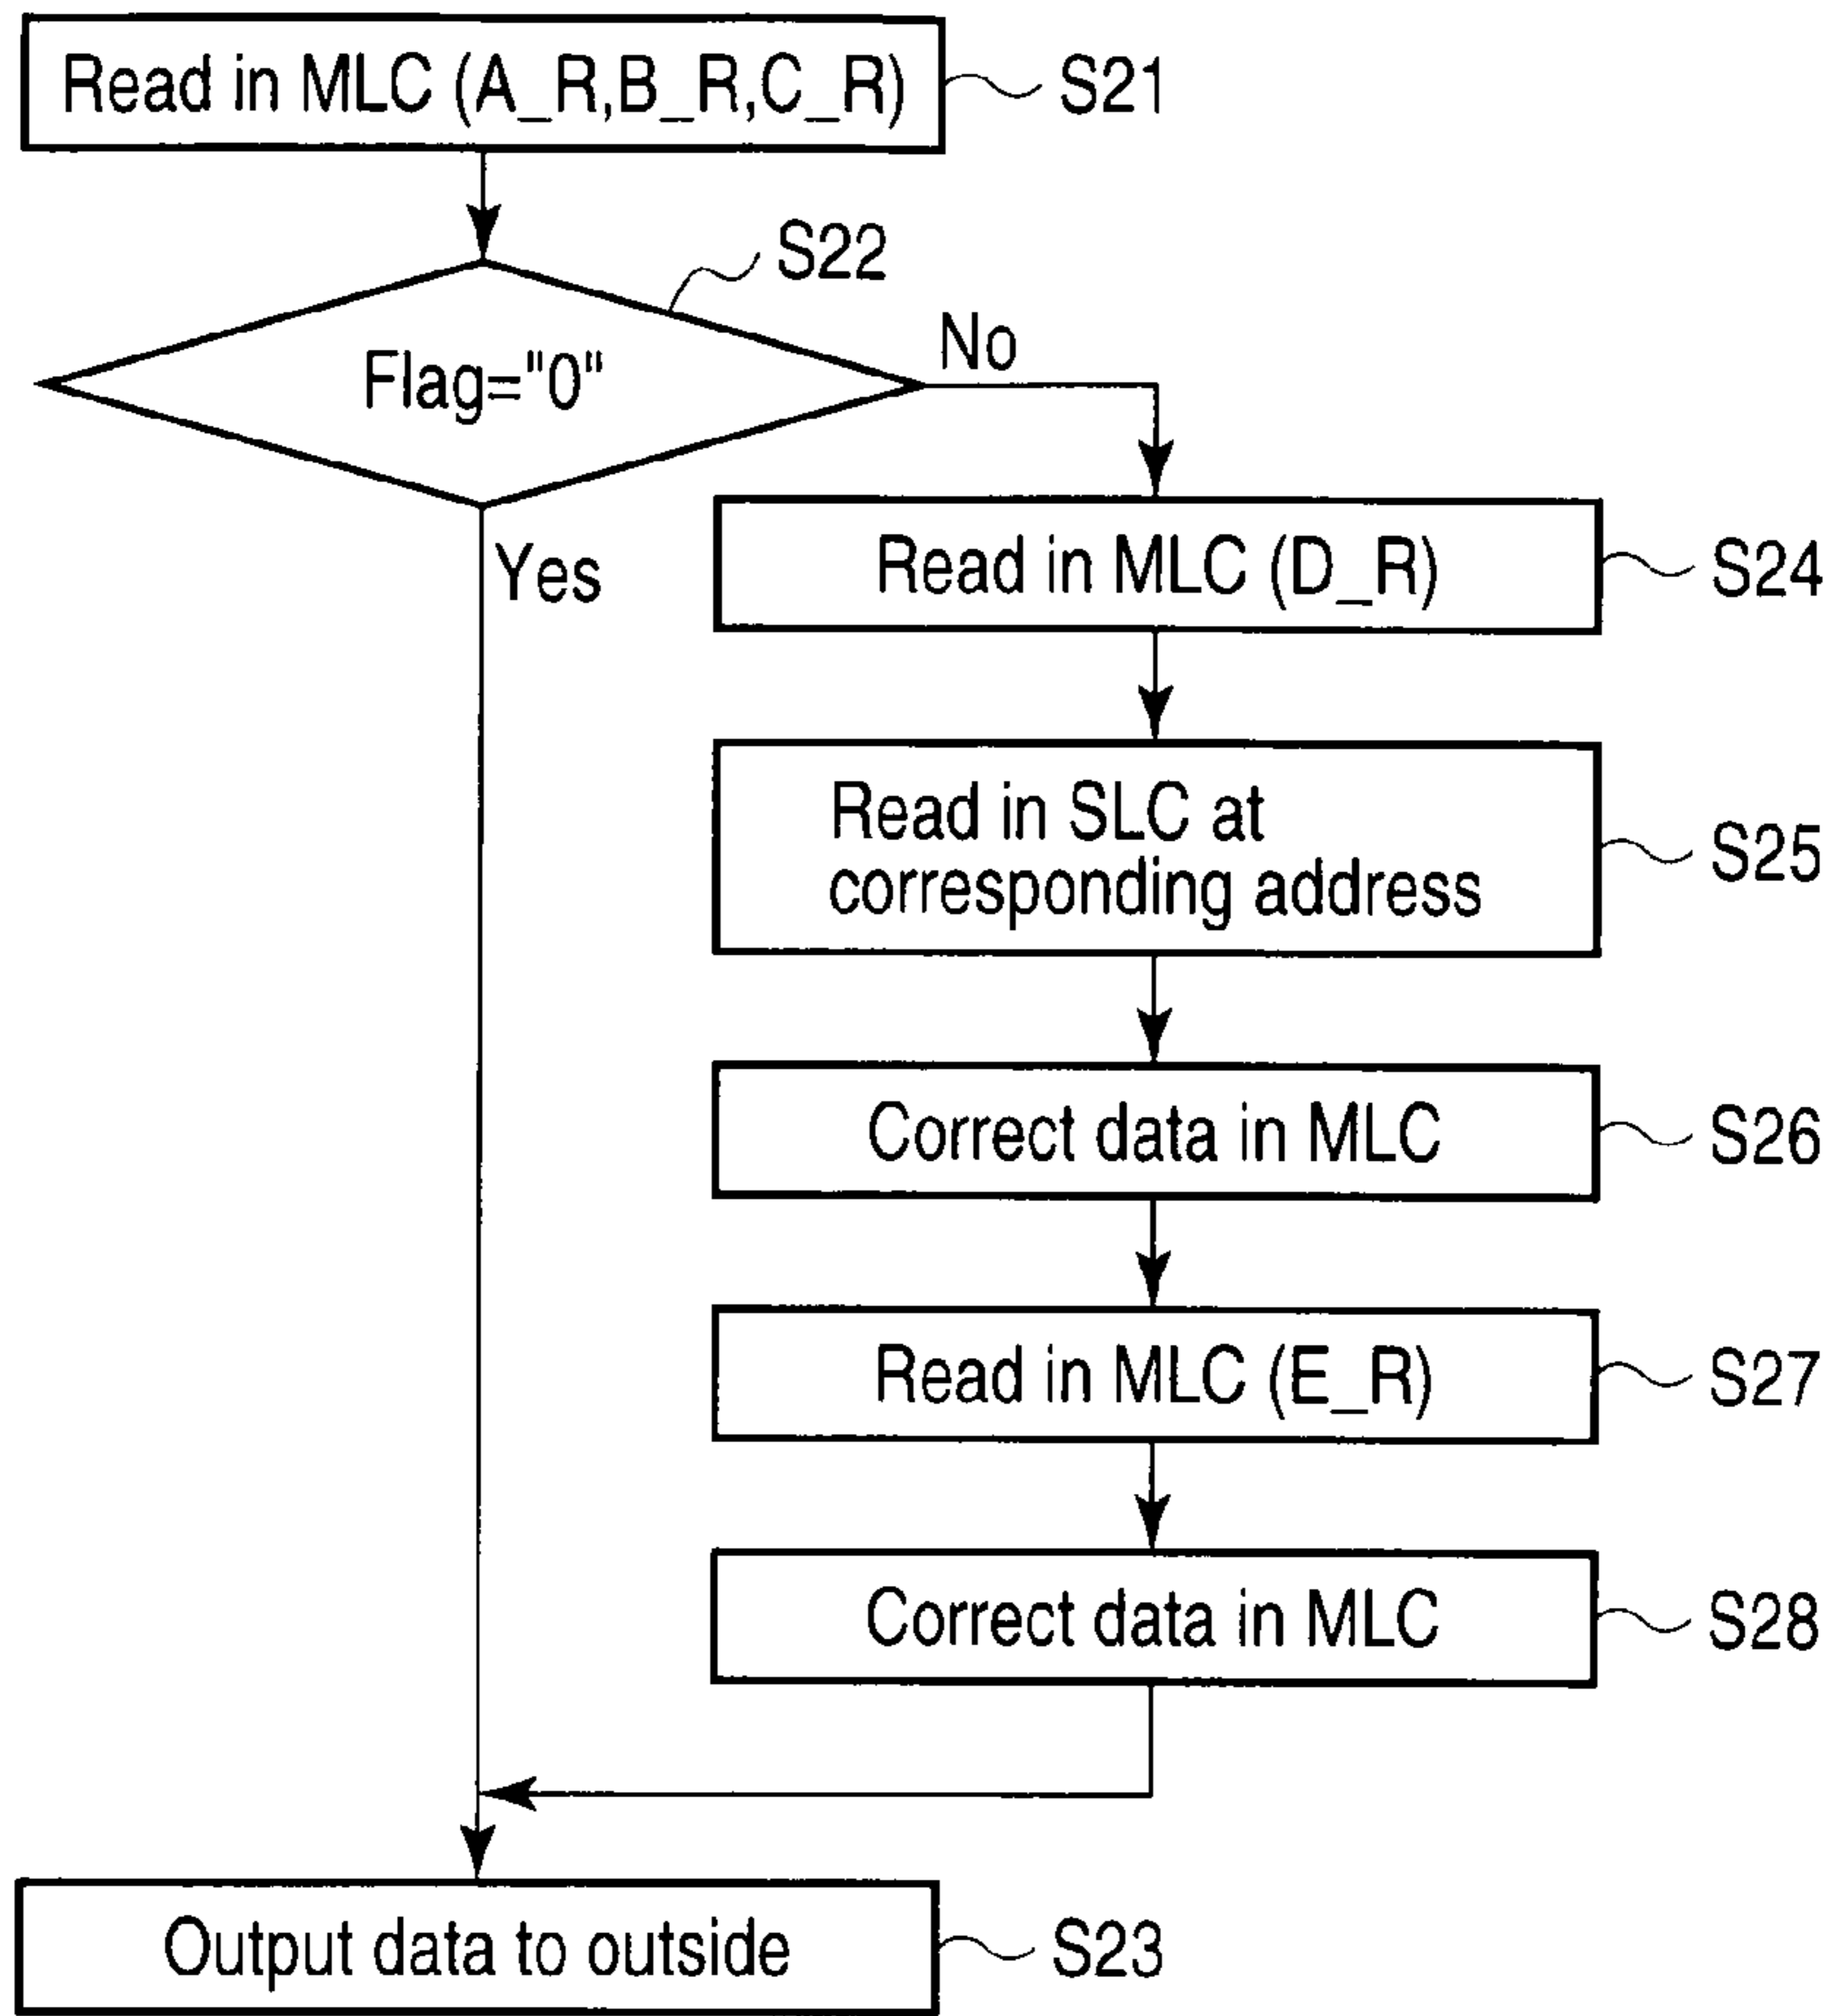 Read in MLC (A_R,B_R,C_R)
S21
S22
Flag="0"
No
Yes
Read in MLC (D_R)
S24
Read in SLC at
corresponding address
S25
Correct data in MLC
S26
Read in MLC (E_R)
S27
Correct data in MLC
S28
Output data to outside
S23